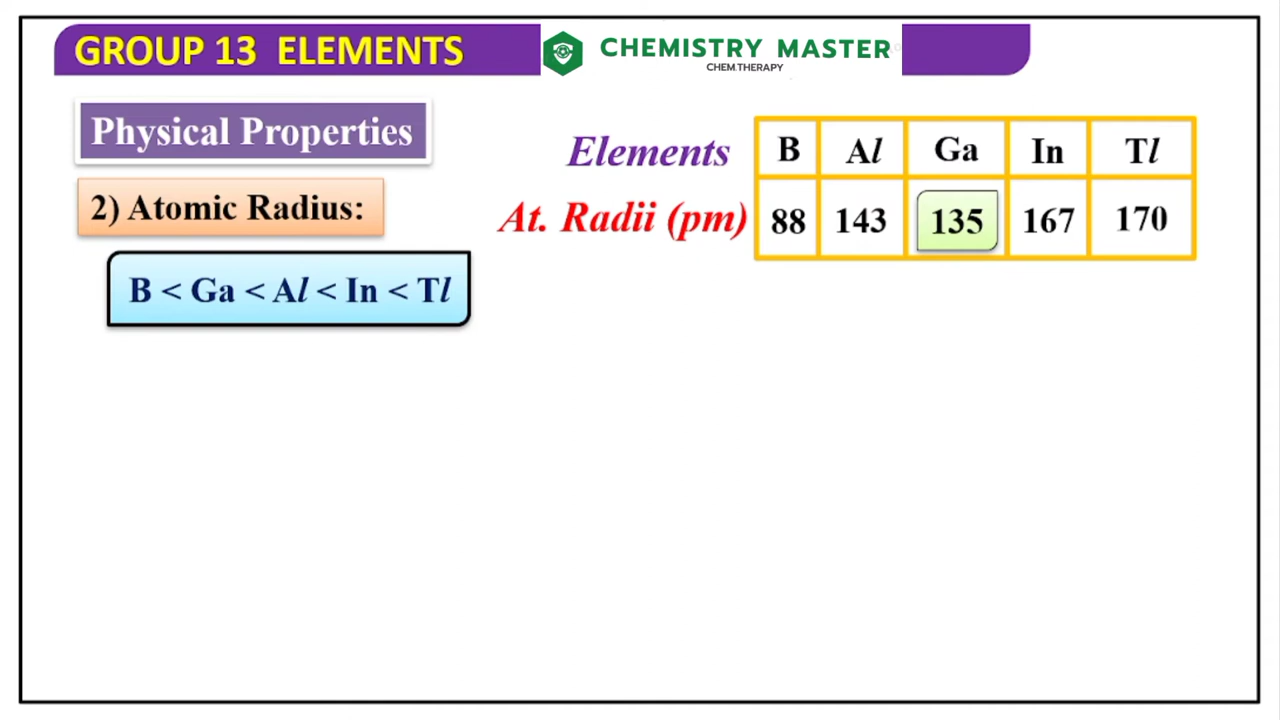 GROUP 13 ELEMENTS
CHEMISTRY MASTER
CHEM.THERAPY
Physical Properties
2) Atomic Radius:
B < Ga < Al < In < Tl
Elements B Al Ga In Tl
At. Radii (pm) 88 143 135 167 170